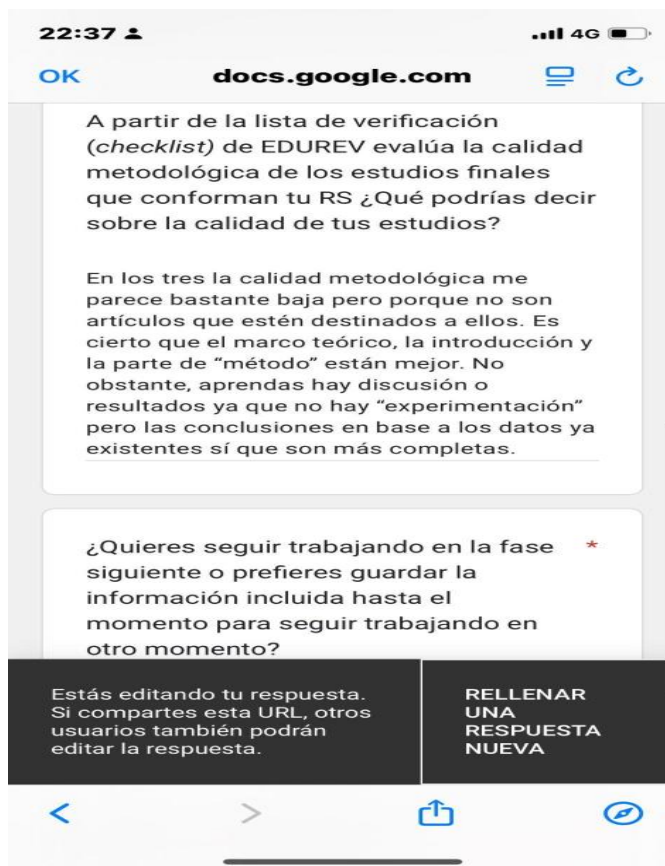 22:37
4G
OK
docs.google.com
A partir de la lista de verificación
(checklist) de EDUREV evalúa la calidad
metodológica de los estudios finales
que conforman tu RS ¿Qué podrías decir
sobre la calidad de tus estudios?
En los tres la calidad metodológica me
parece bastante baja pero porque no son
artículos que estén destinados a ellos. Es
cierto que el marco teórico, la introducción y
la parte de “método” están mejor. No
obstante, aprendas hay discusión o
resultados ya que no hay “experimentación”
pero las conclusiones en base a los datos ya
existentes sí que son más completas.
¿Quieres seguir trabajando en la fase *
siguiente o prefieres guardar la
información incluida hasta el
momento para seguir trabajando en
otro momento?
Estás editando tu respuesta.
Si compartes esta URL, otros
usuarios también podrán
editar la respuesta.
RELLENAR
UNA
RESPUESTA
NUEVA